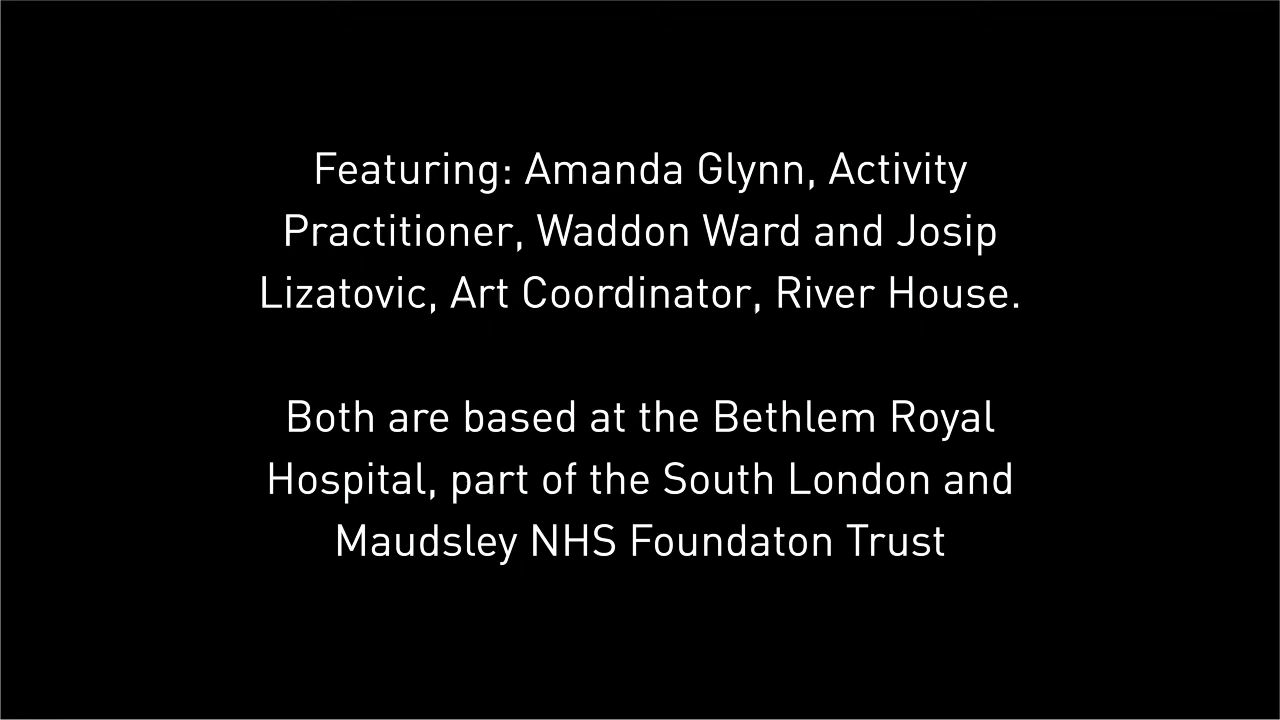 Featuring: Amanda Glynn, Activity
Practitioner, Waddon Ward and Josip
Lizatovic, Art Coordinator, River House.
Both are based at the Bethlem Royal
Hospital, part of the South London and
Maudsley NHS Foundaton Trust